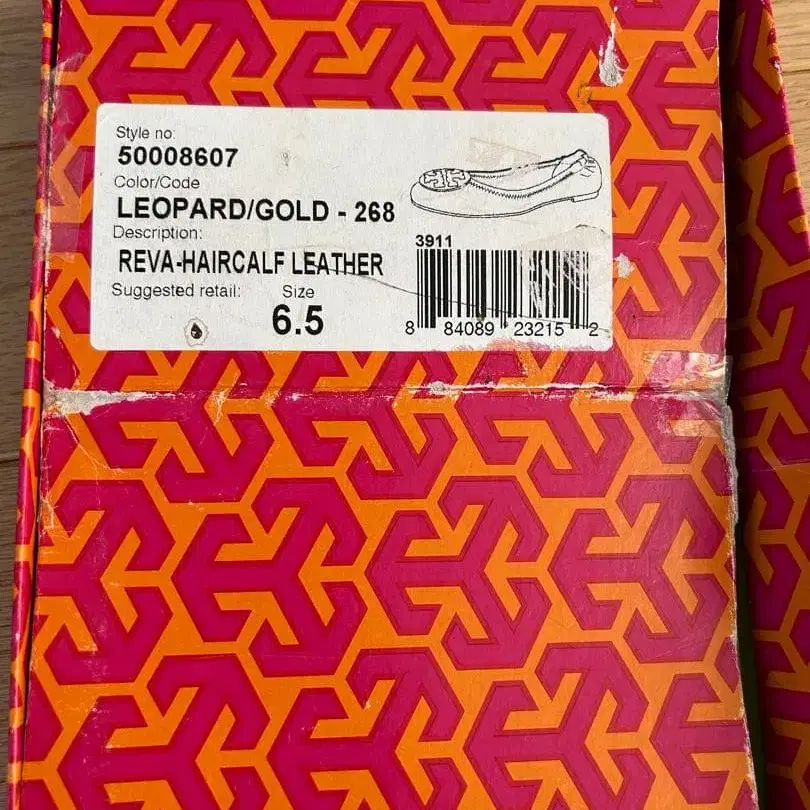 Style no:
50008607
Color/Code
LEOPARD/GOLD - 268
Description:
REVA-HAIRCALF LEATHER
Suggested retail:
Size
6.5
3911
8 84089 23215 2